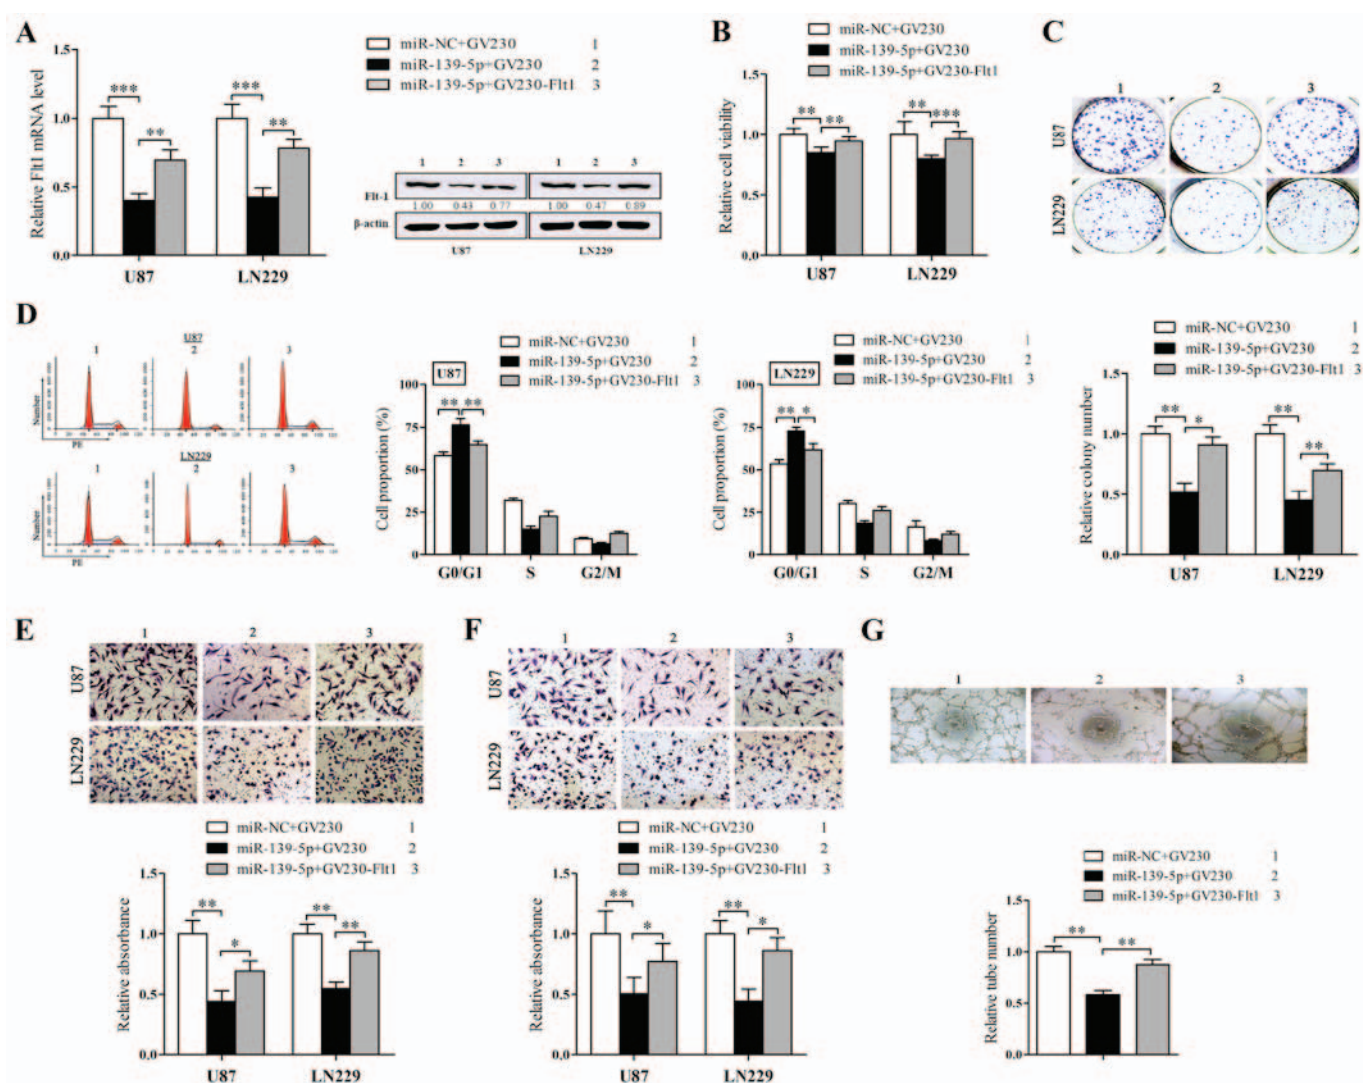 A
Relative Flt1 mRNA level
1.5
1.0
0.5
0.0
*** ** *** **
U87 LN229
miR-NC+GV230 1
miR-139-5p+GV230 2
miR-139-5p+GV230-Flt1 3
1 2 3 1 2 3
Flt-1
1.00 0.43 0.77 1.00 0.47 0.89
β-actin
U87 LN229
B
miR-NC+GV230
miR-139-5p+GV230
miR-139-5p+GV230-Flt1
Relative cell viability
1.5
1.0
0.5
0.0
** ** ** ***
U87 LN229
C
1 2 3
U87
LN229
miR-NC+GV230 1
miR-139-5p+GV230 2
miR-139-5p+GV230-Flt1 3
Relative colony number
1.5
1.0
0.5
0.0
** * ** **
U87 LN229
D
U87
1 2 3
Number
PE
LN229
1 2 3
Number
PE
miR-NC+GV230 1
miR-139-5p+GV230 2
miR-139-5p+GV230-Flt1 3
U87
Cell proportion (%)
100
75
50
25
0
** **
G0/G1 S G2/M
miR-NC+GV230 1
miR-139-5p+GV230 2
miR-139-5p+GV230-Flt1 3
LN229
Cell proportion (%)
100
75
50
25
0
** *
G0/G1 S G2/M
E
1 2 3
U87
LN229
miR-NC+GV230 1
miR-139-5p+GV230 2
miR-139-5p+GV230-Flt1 3
Relative absorbance
1.5
1.0
0.5
0.0
** * ** **
U87 LN229
F
1 2 3
U87
LN229
miR-NC+GV230 1
miR-139-5p+GV230 2
miR-139-5p+GV230-Flt1 3
Relative absorbance
1.5
1.0
0.5
0.0
** * ** *
U87 LN229
G
1 2 3
miR-NC+GV230 1
miR-139-5p+GV230 2
miR-139-5p+GV230-Flt1 3
Relative tube number
1.5
1.0
0.5
0.0
** **